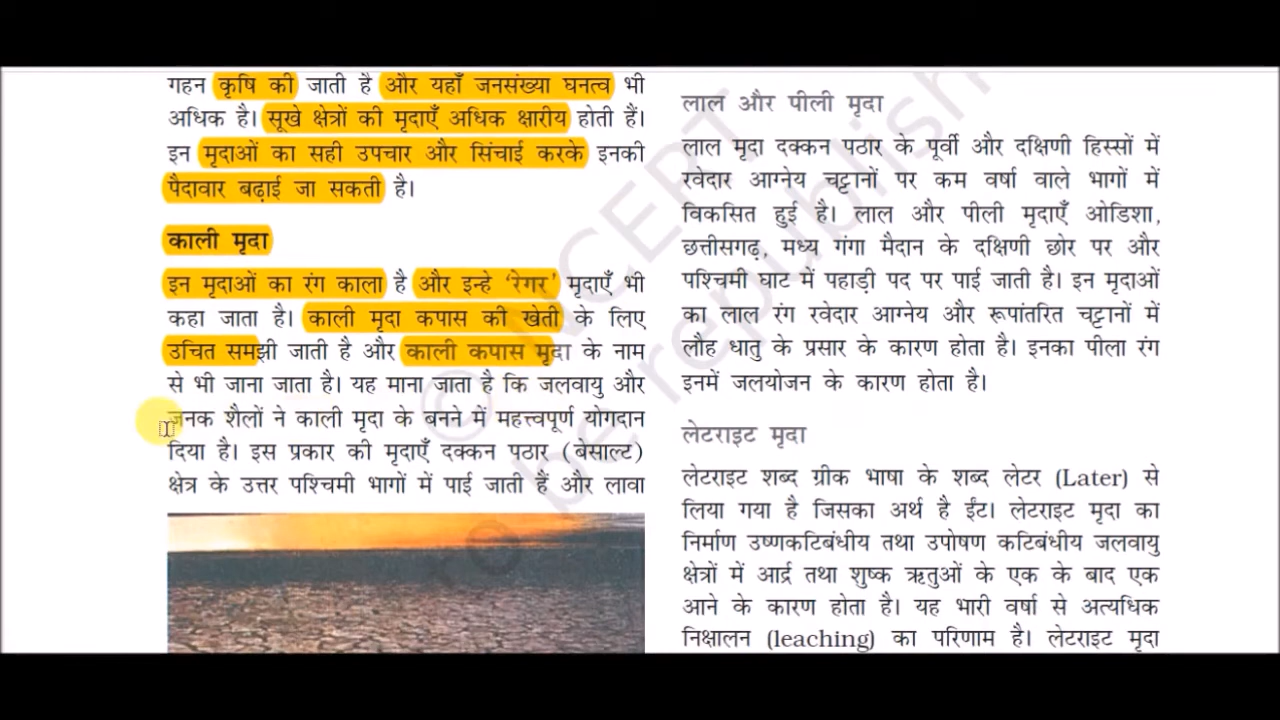 गहन कृषि की जाती है और यहाँ जनसंख्या घनत्व भी
अधिक है। सूखे क्षेत्रों की मृदाएँ अधिक क्षारीय होती हैं।
इन मृदाओं का सही उपचार और सिंचाई करके इनकी
पैदावार बढ़ाई जा सकती है।
काली मृदा
इन मृदाओं का रंग काला है और इन्हे ‘रेगर’ मृदाएँ भी
कहा जाता है। काली मृदा कपास की खेती के लिए
उचित समझी जाती है और काली कपास मृदा के नाम
से भी जाना जाता है। यह माना जाता है कि जलवायु और
जनक शैलों ने काली मृदा के बनने में महत्त्वपूर्ण योगदान
दिया है। इस प्रकार की मृदाएँ दक्कन पठार (बेसाल्ट)
क्षेत्र के उत्तर पश्चिमी भागों में पाई जाती हैं और लावा
लाल और पीली मृदा
लाल मृदा दक्कन पठार के पूर्वी और दक्षिणी हिस्सों में
रवेदार आग्नेय चट्टानों पर कम वर्षा वाले भागों में
विकसित हुई है। लाल और पीली मृदाएँ ओडिशा,
छत्तीसगढ़, मध्य गंगा मैदान के दक्षिणी छोर पर और
पश्चिमी घाट में पहाड़ी पद पर पाई जाती है। इन मृदाओं
का लाल रंग रवेदार आग्नेय और रूपांतरित चट्टानों में
लौह धातु के प्रसार के कारण होता है। इनका पीला रंग
इनमें जलयोजन के कारण होता है।
लेटराइट मृदा
लेटराइट शब्द ग्रीक भाषा के शब्द लेटर (Later) से
लिया गया है जिसका अर्थ है ईंट। लेटराइट मृदा का
निर्माण उष्णकटिबंधीय तथा उपोषण कटिबंधीय जलवायु
क्षेत्रों में आर्द्र तथा शुष्क ऋतुओं के एक के बाद एक
आने के कारण होता है। यह भारी वर्षा से अत्यधिक
निक्षालन (leaching) का परिणाम है। लेटराइट मृदा
© NCERT
to be republish